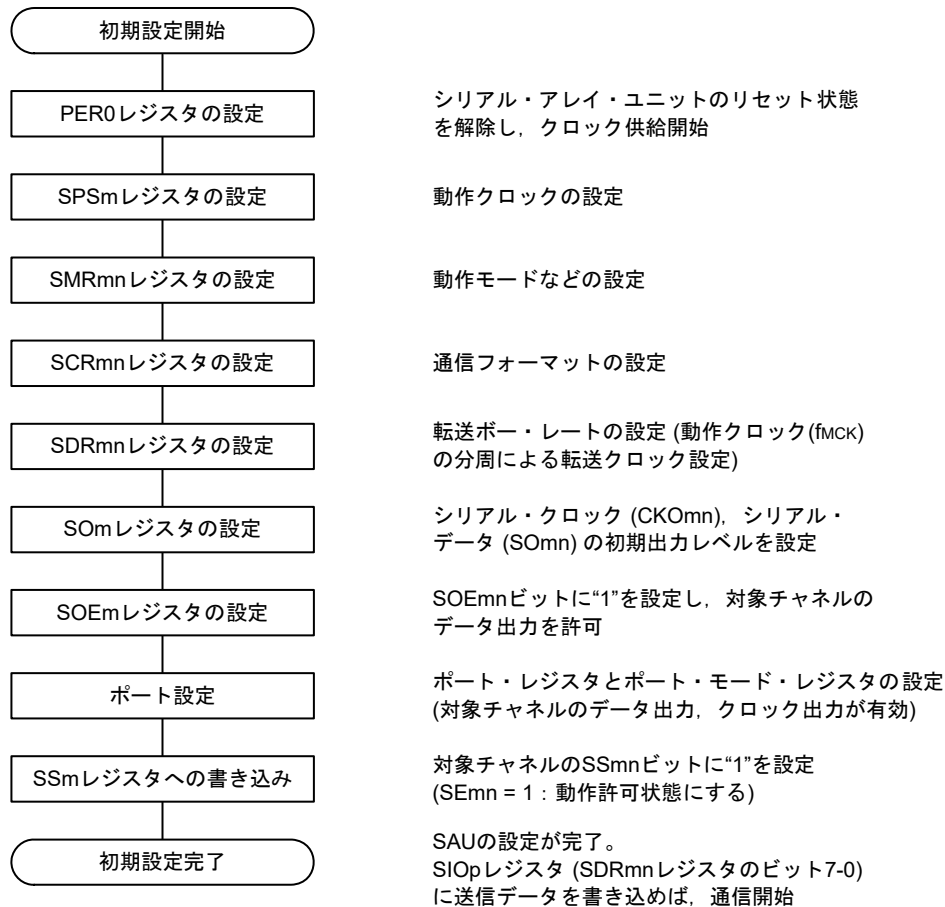 初期設定開始
PER0レジスタの設定
シリアル・アレイ・ユニットのリセット状態
を解除し，クロック供給開始
SPSmレジスタの設定
動作クロックの設定
SMRmnレジスタの設定
動作モードなどの設定
SCRmnレジスタの設定
通信フォーマットの設定
SDRmnレジスタの設定
転送ボー・レートの設定 (動作クロック(fMCK)
の分周による転送クロック設定)
SOmレジスタの設定
シリアル・クロック (CKOmn)，シリアル・
データ (SOmn) の初期出力レベルを設定
SOEmレジスタの設定
SOEmnビットに“1”を設定し，対象チャネルの
データ出力を許可
ポート設定
ポート・レジスタとポート・モード・レジスタの設定
(対象チャネルのデータ出力，クロック出力が有効)
SSmレジスタへの書き込み
対象チャネルのSSmnビットに“1”を設定
(SEmn = 1：動作許可状態にする)
初期設定完了
SAUの設定が完了。
SIOpレジスタ (SDRmnレジスタのビット7-0)
に送信データを書き込めば，通信開始